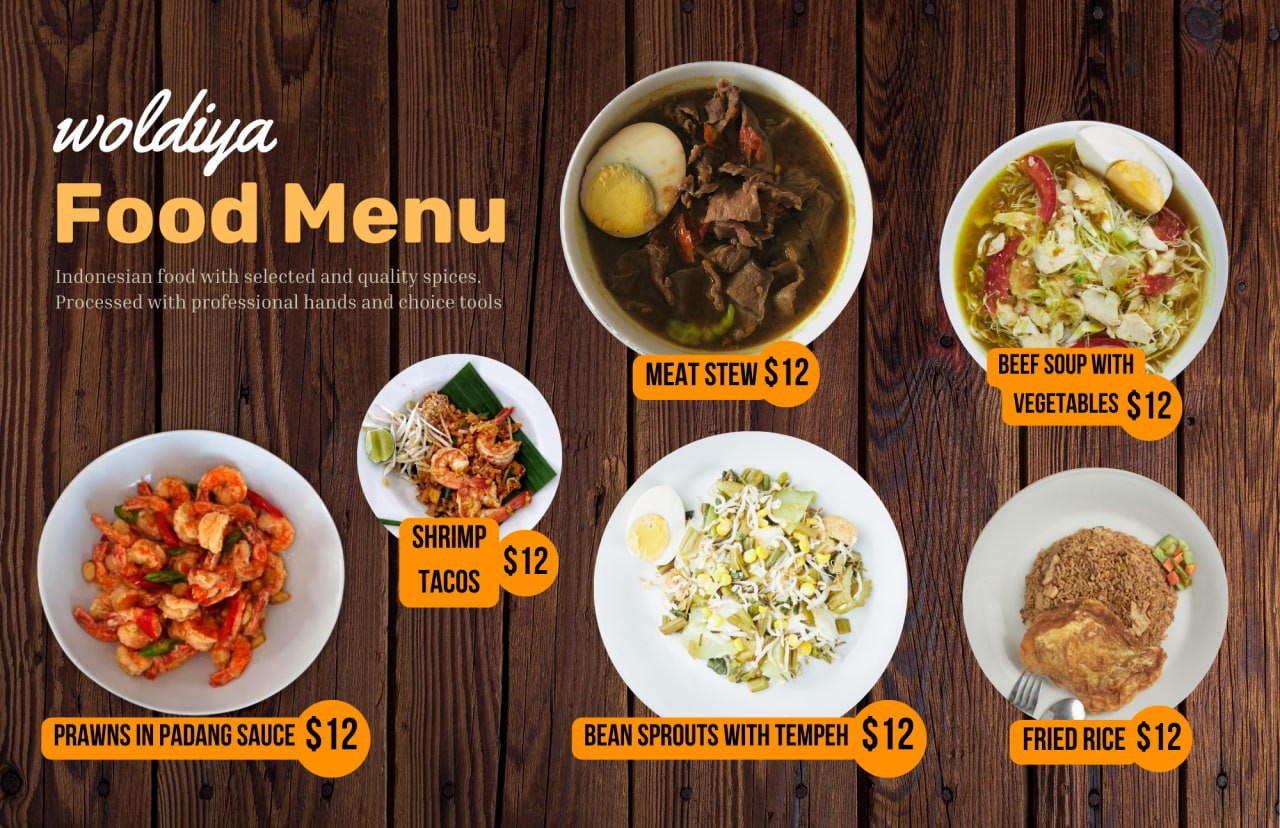 woldiya
Food Menu
Indonesian food with selected and quality spices.
Processed with professional hands and choice tools
MEAT STEW $12
BEEF SOUP WITH
VEGETABLES $12
SHRIMP
TACOS
$12
PRAWNS IN PADANG SAUCE $12
BEAN SPROUTS WITH TEMPEH $12
FRIED RICE $12